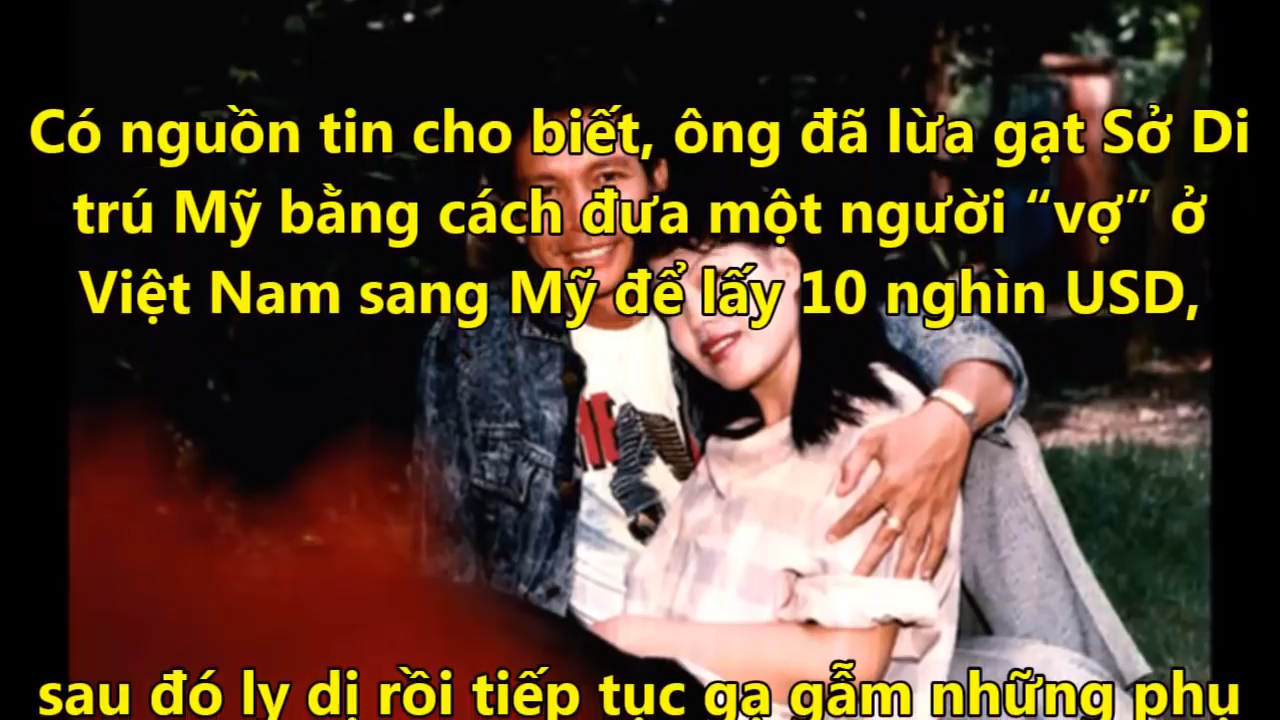 Có nguồn tin cho biết, ông đã lừa gạt Sở Di
trú Mỹ bằng cách đưa một người “vợ” ở
Việt Nam sang Mỹ để lấy 10 nghìn USD,
sau đó ly dị rồi tiếp tục gạ gẫm những phụ